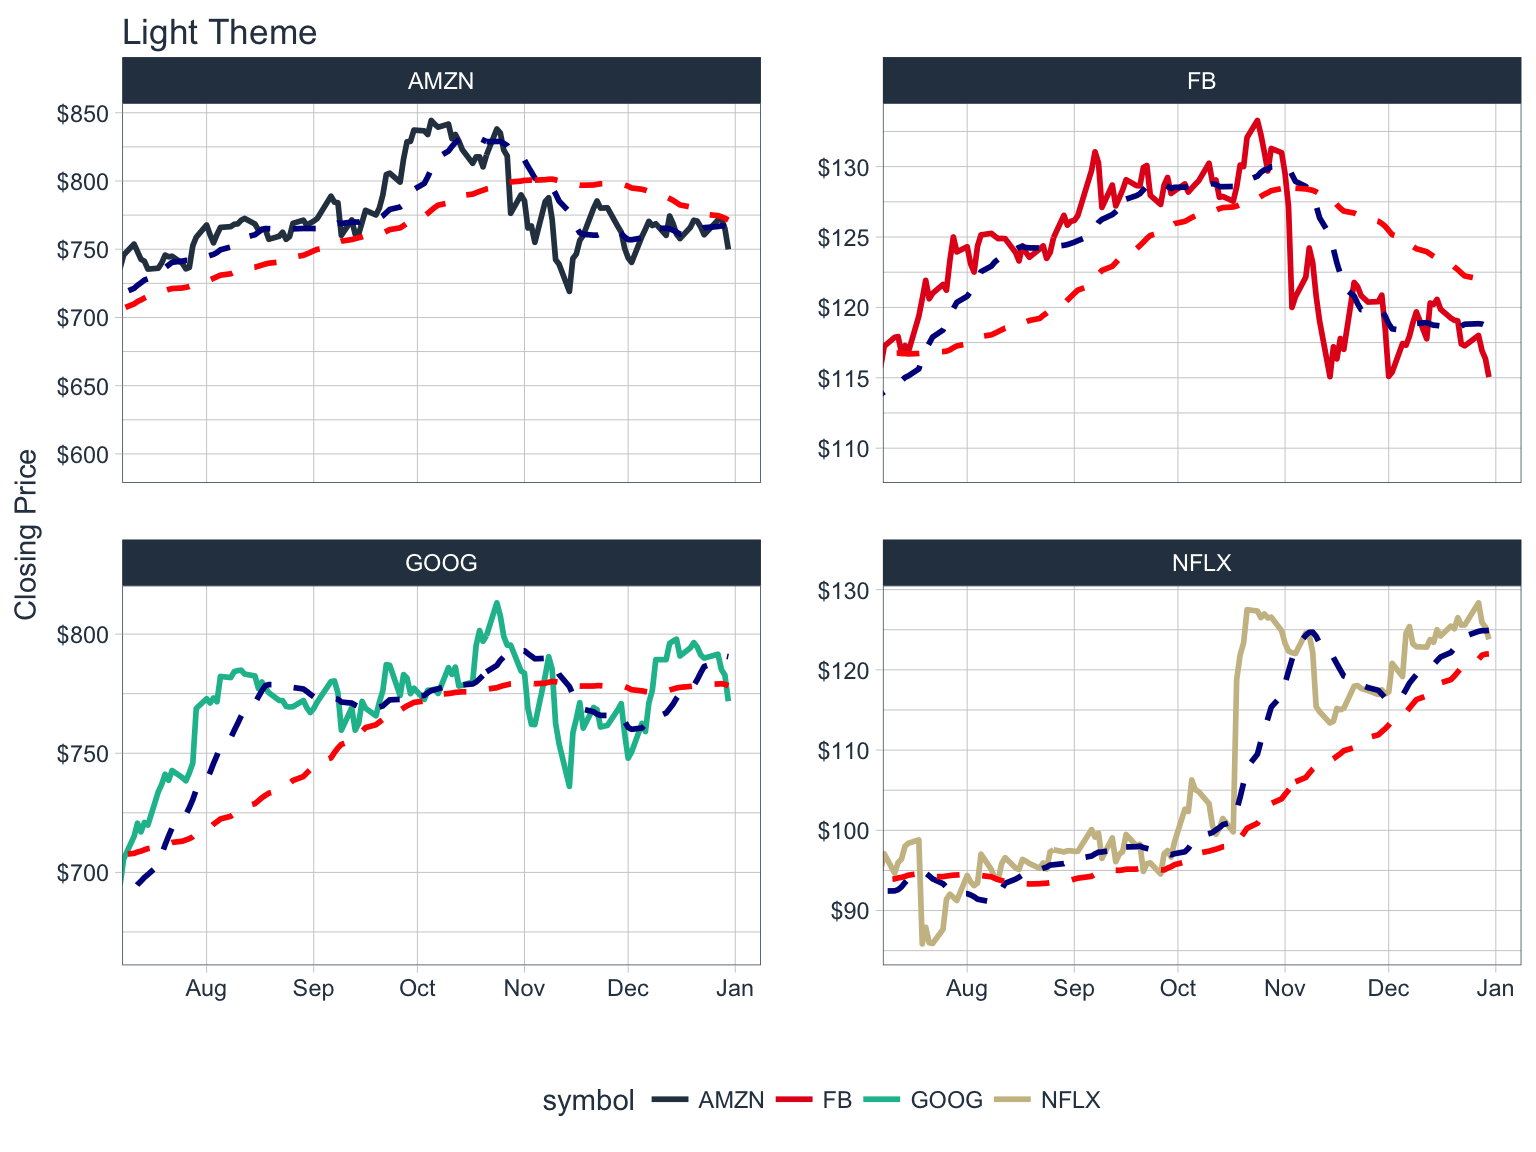 Light Theme
AMZN
FB
$850
$800
$750
$700
$650
$600
$130
$125
$120
$115
$110
Closing Price
GOOG
NFLX
$800
$750
$700
$130
$120
$110
$100
$90
Aug Sep Oct Nov Dec Jan
Aug Sep Oct Nov Dec Jan
symbol AMZN FB GOOG NFLX